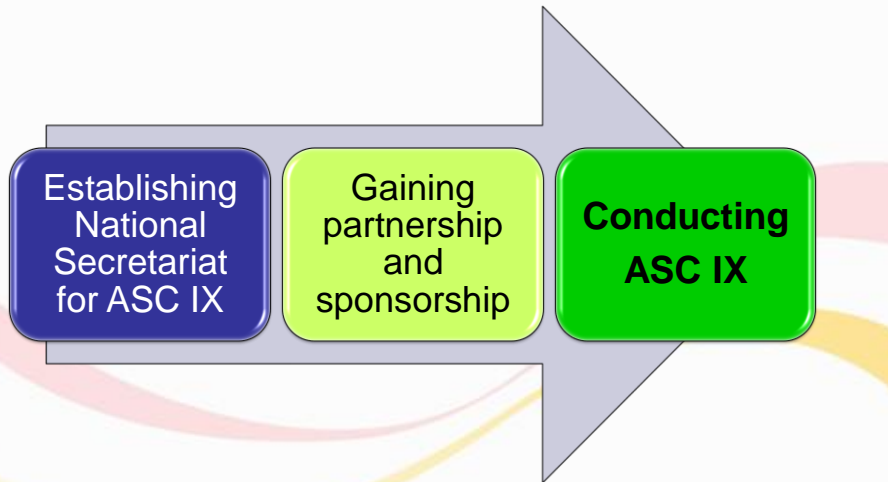 Establishing
National
Secretariat
for ASC IX
Gaining
partnership
and
sponsorship
Conducting
ASC IX